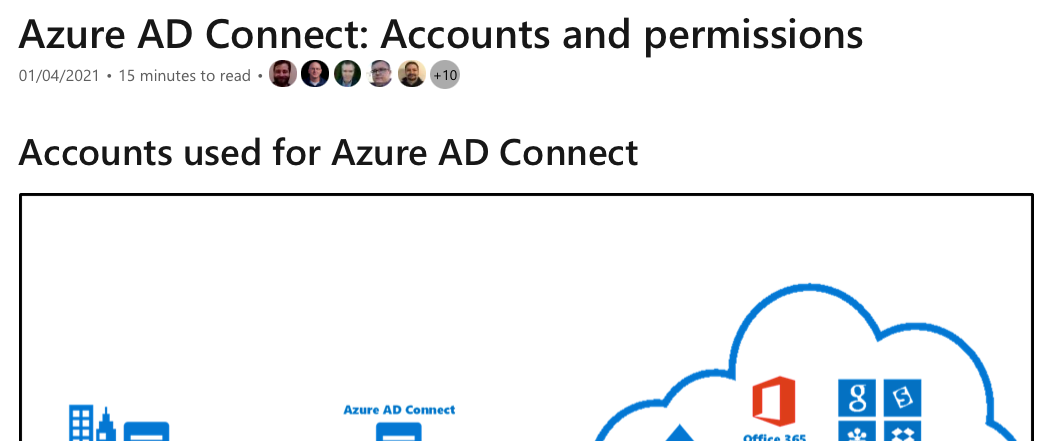 Azure AD Connect: Accounts and permissions
01/04/2021 • 15 minutes to read • +10
Accounts used for Azure AD Connect
Azure AD Connect
Office 365